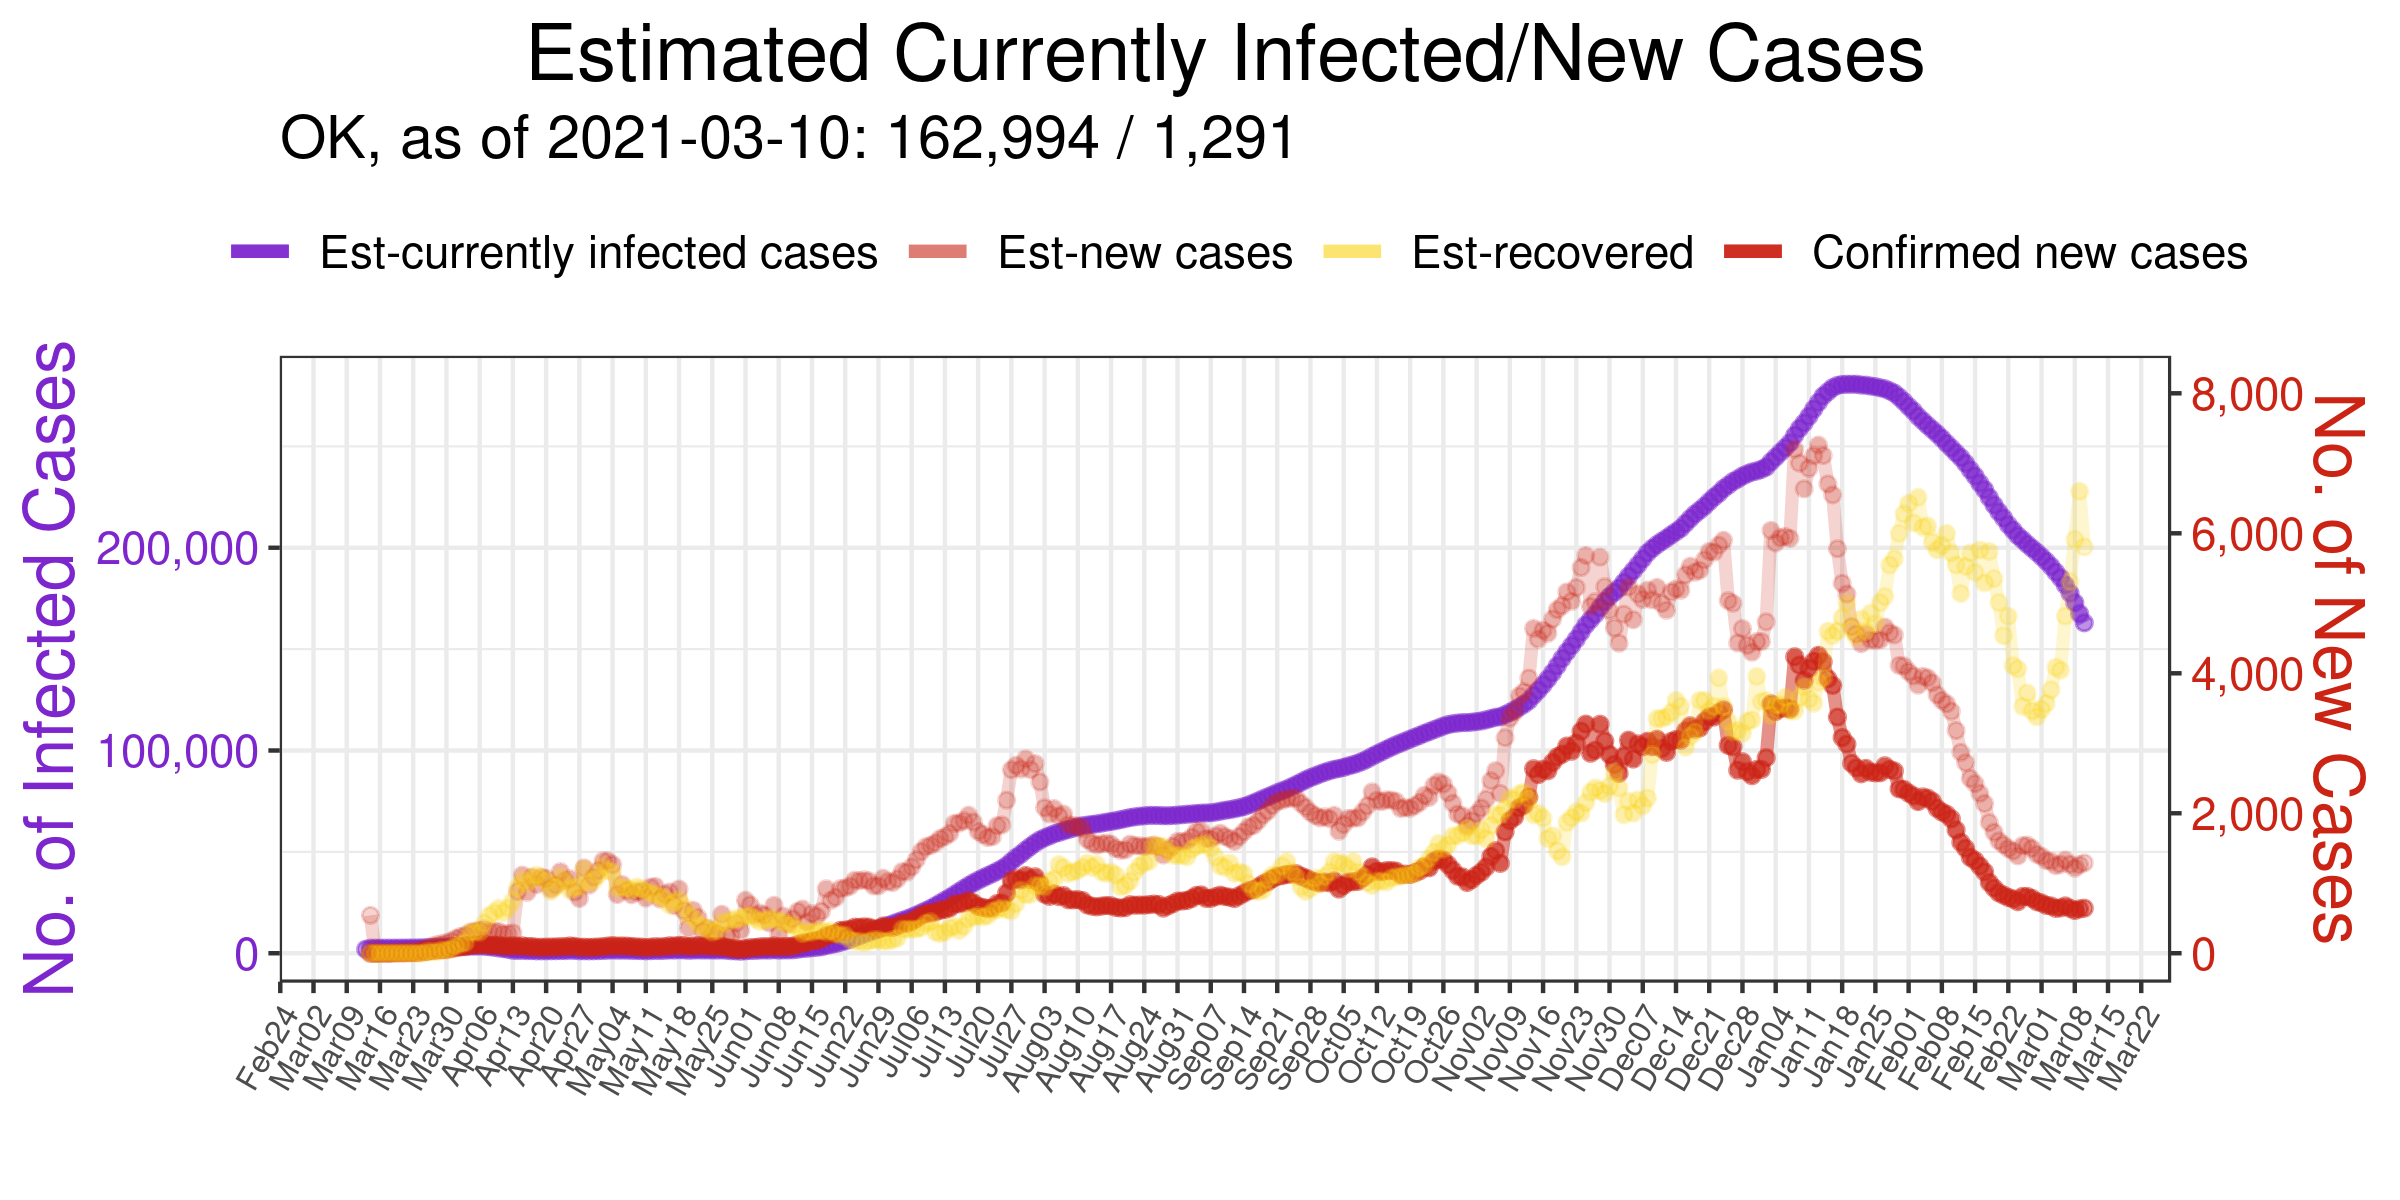 Estimated Currently Infected/New Cases
OK, as of 2021-03-10: 162,994 / 1,291
Est-currently infected cases
Est-new cases
Est-recovered
Confirmed new cases
No. of Infected Cases
200,000
100,000
0
8,000
6,000
4,000
2,000
0
No. of New Cases
Feb24
Mar02
Mar09
Mar16
Mar23
Mar30
Apr06
Apr13
Apr20
Apr27
May04
May11
May18
May25
Jun01
Jun08
Jun15
Jun22
Jun29
Jul06
Jul13
Jul20
Jul27
Aug03
Aug10
Aug17
Aug24
Aug31
Sep07
Sep14
Sep21
Sep28
Oct05
Oct12
Oct19
Oct26
Nov02
Nov09
Nov16
Nov23
Nov30
Dec07
Dec14
Dec21
Dec28
Jan04
Jan11
Jan18
Jan25
Feb01
Feb08
Feb15
Feb22
Mar01
Mar08
Mar15
Mar22